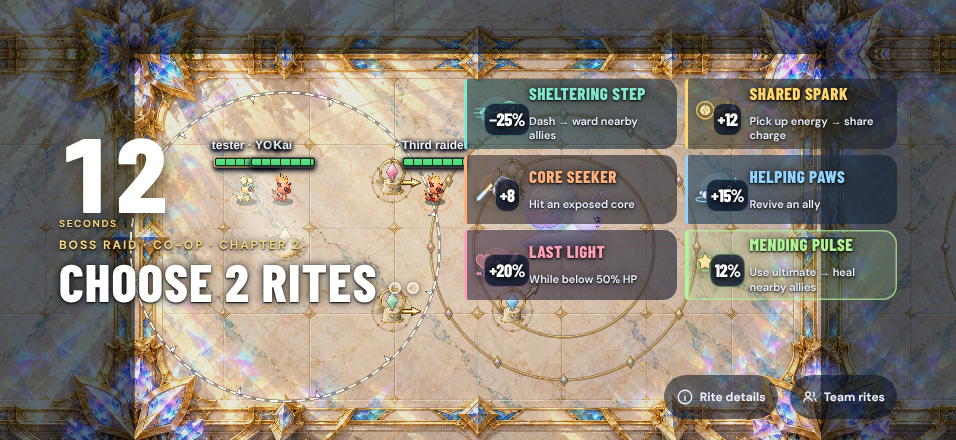 12
SECONDS
BOSS RAID · CO-OP · CHAPTER 2
CHOOSE 2 RITES
tester · YOKai
Third raide
SHELTERING STEP
-25%
Dash → ward nearby
allies
SHARED SPARK
+12
Pick up energy → share
charge
CORE SEEKER
+8
Hit an exposed core
HELPING PAWS
+15%
Revive an ally
LAST LIGHT
+20%
While below 50% HP
MENDING PULSE
12%
Use ultimate → heal
nearby allies
Rite details
Team rites